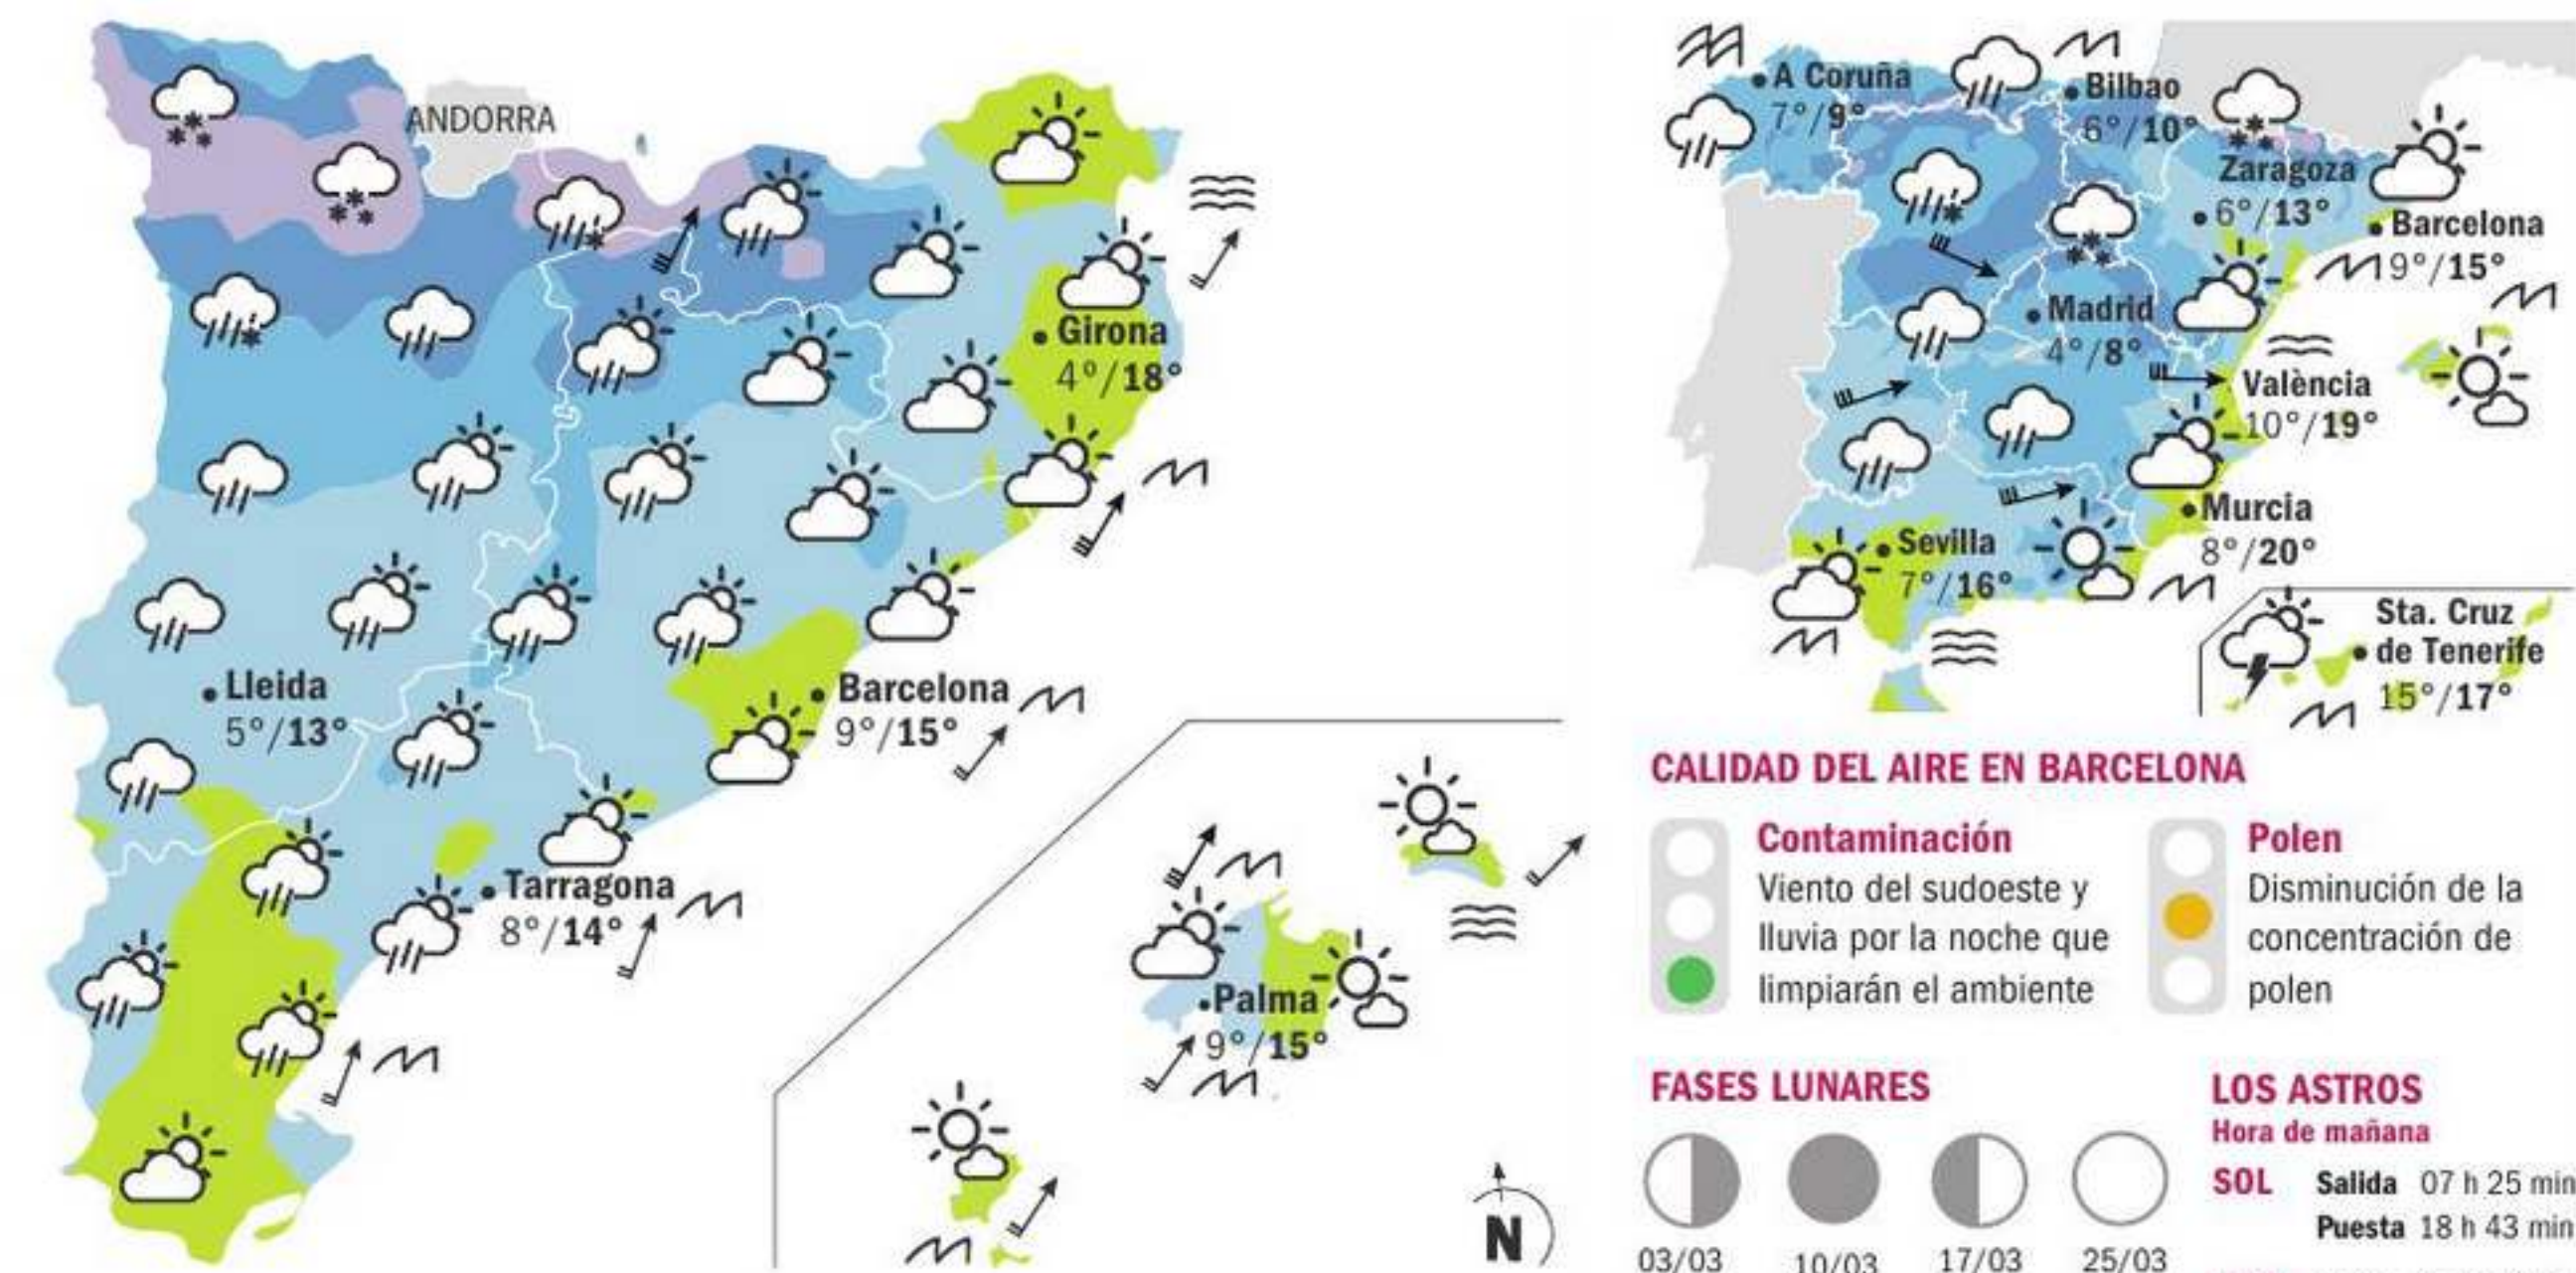 ANDORRA
Girona
4°/18°
Lleida
5°/13°
Barcelona
9°/15°
Tarragona
8°/14°
Palma
9°/15°
N
A Coruña
7°/9°
Bilbao
6°/10°
Zaragoza
6°/13°
Barcelona
9°/15°
Madrid
4°/8°
València
10°/19°
Murcia
8°/20°
Sevilla
7°/16°
Sta. Cruz
de Tenerife
15°/17°
CALIDAD DEL AIRE EN BARCELONA
Contaminación
Viento del sudoeste y
lluvia por la noche que
limpiarán el ambiente
Polen
Disminución de la
concentración de
polen
FASES LUNARES
03/03 10/03 17/03 25/03
LOS ASTROS
Hora de mañana
SOL Salida 07 h 25 min
Puesta 18 h 43 min